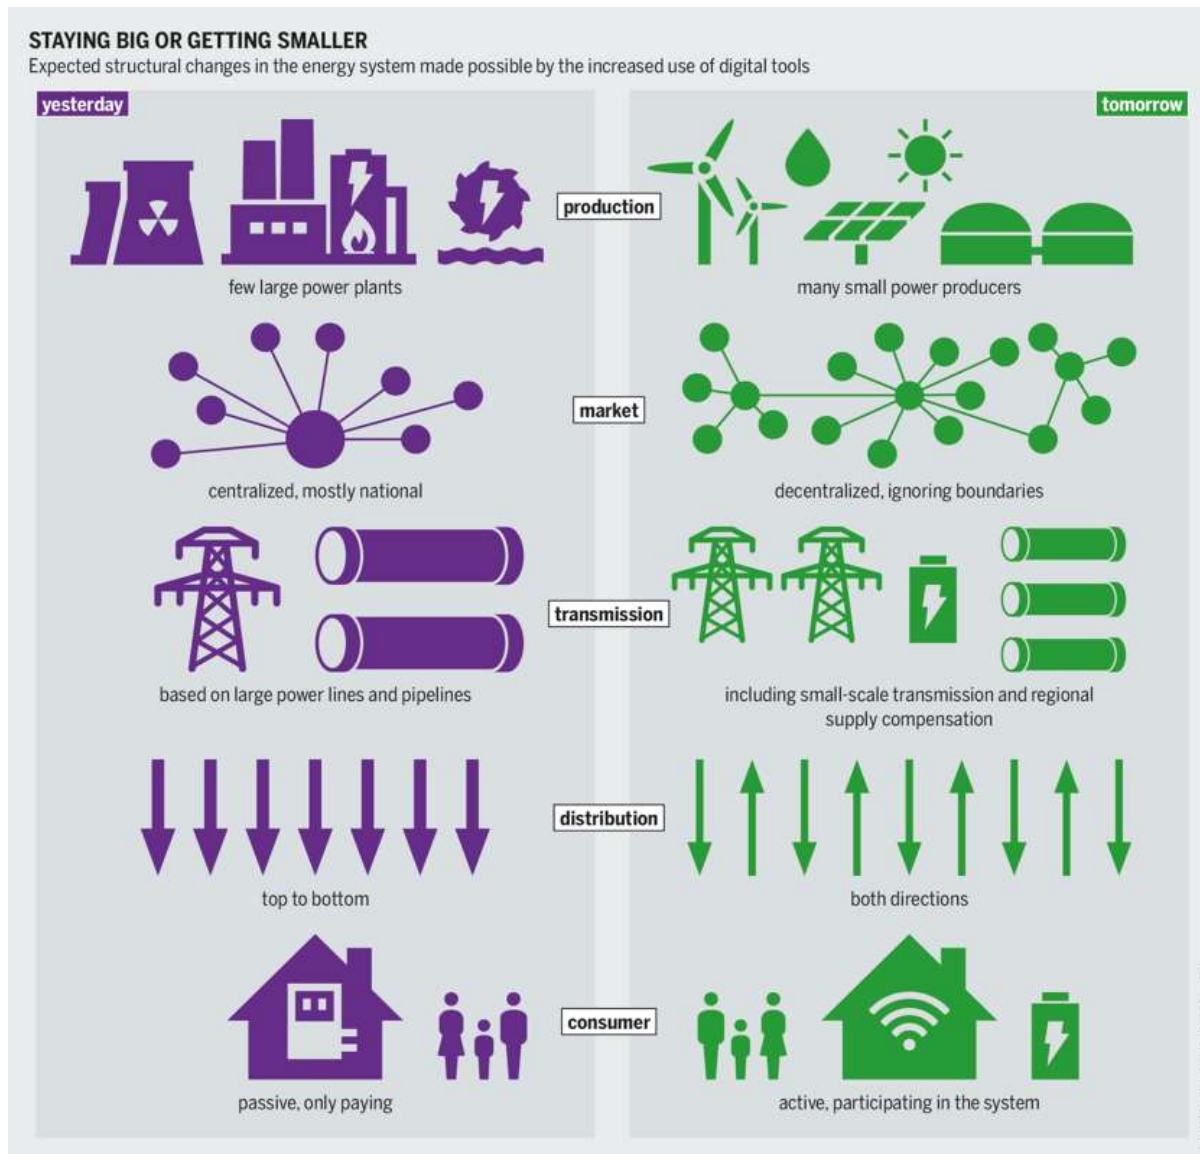 STAYING BIG OR GETTING SMALLER
Expected structural changes in the energy system made possible by the increased use of digital tools
yesterday
tomorrow
production
few large power plants
many small power producers
market
centralized, mostly national
decentralized, ignoring boundaries
transmission
based on large power lines and pipelines
including small-scale transmission and regional
supply compensation
distribution
top to bottom
both directions
consumer
passive, only paying
active, participating in the system